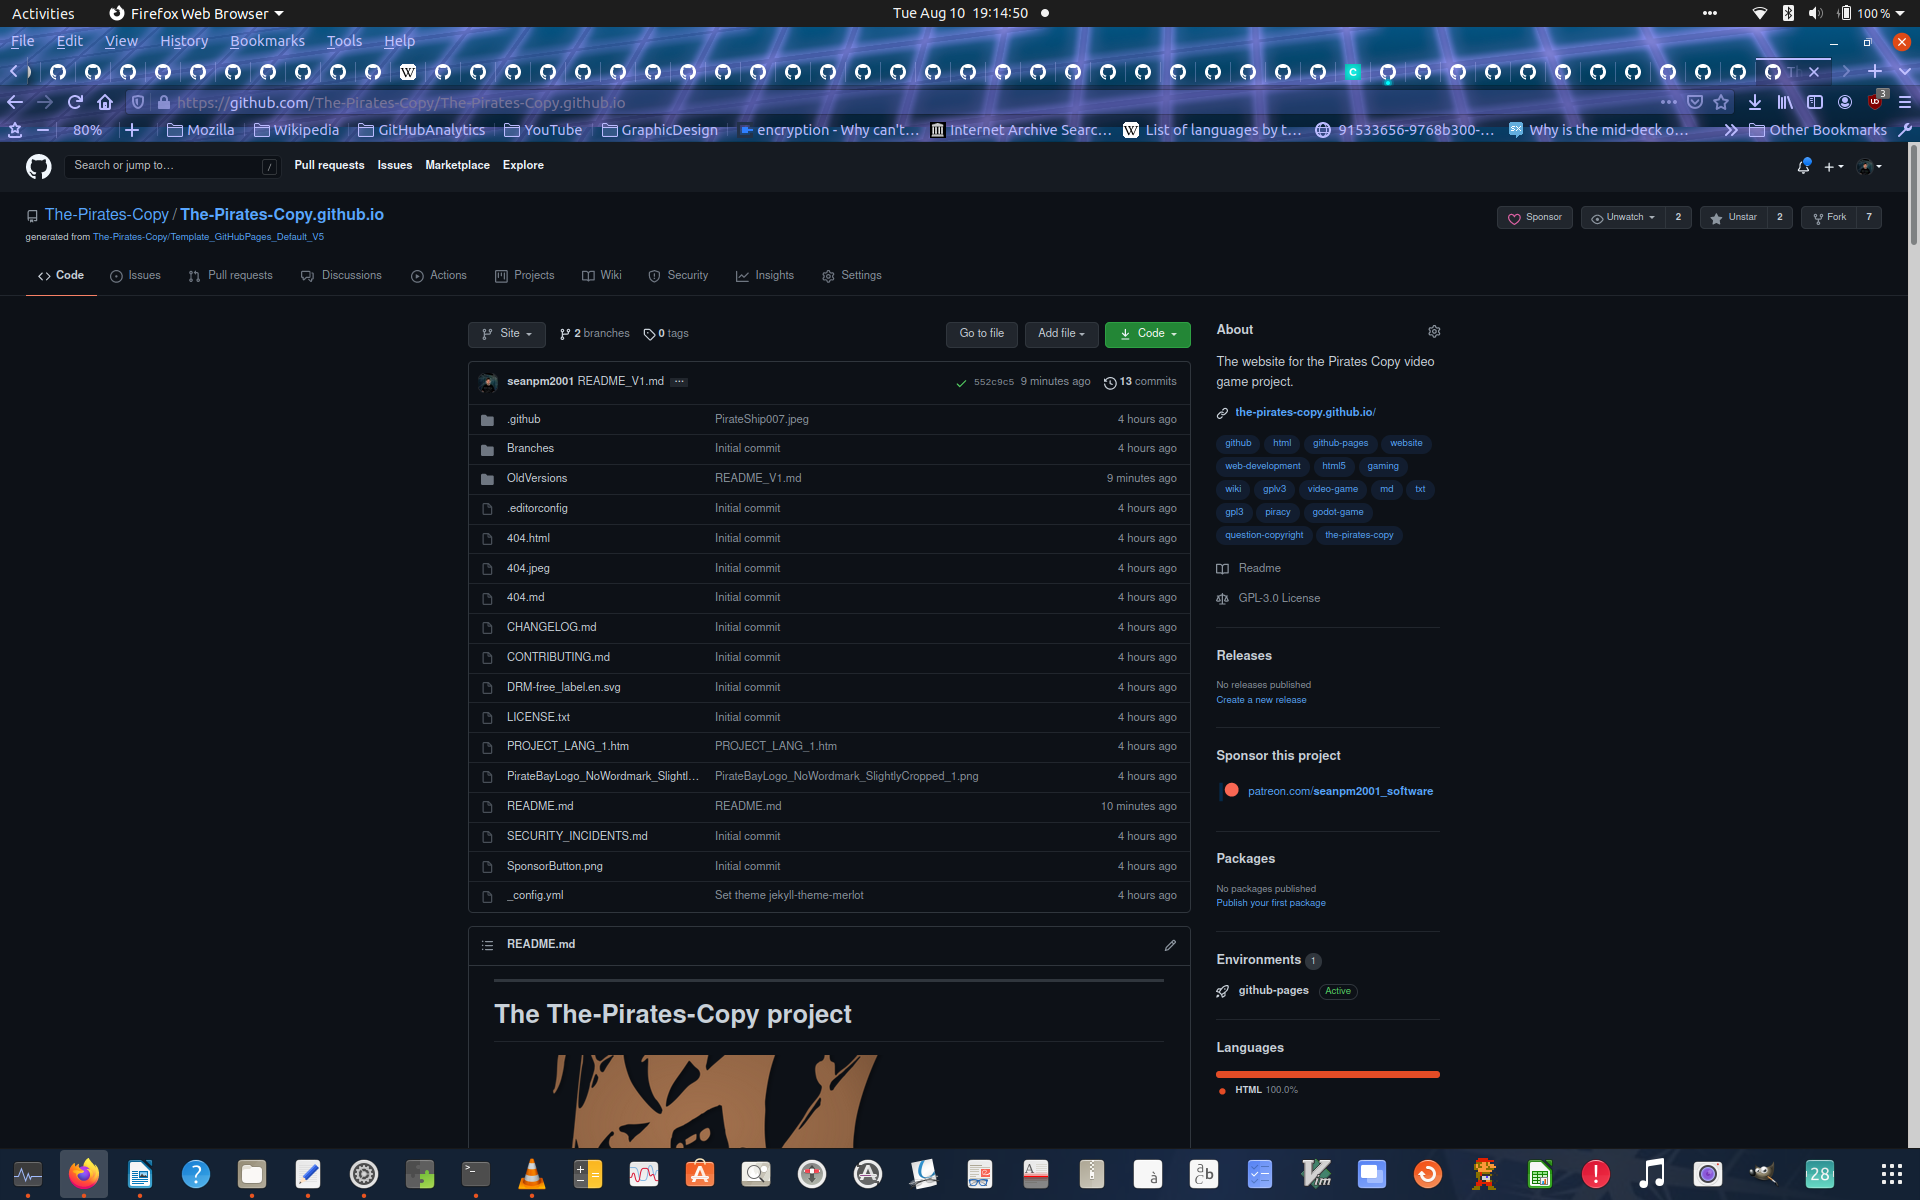 Activities Firefox Web Browser Tue Aug 10 19:14:50 100 %
File Edit View History Bookmarks Tools Help
https://github.com/The-Pirates-Copy/The-Pirates-Copy.github.io 3
80% Mozilla Wikipedia GitHubAnalytics YouTube GraphicDesign encryption - Why can't… Internet Archive Searc… List of languages by t… 91533656-9768b300-… Why is the mid-deck o… Other Bookmarks
Search or jump to… / Pull requests Issues Marketplace Explore
The-Pirates-Copy / The-Pirates-Copy.github.io Sponsor Unwatch 2 Unstar 2 Fork 7
generated from The-Pirates-Copy/Template_GitHubPages_Default_V5
Code Issues Pull requests Discussions Actions Projects Wiki Security Insights Settings
Site 2 branches 0 tags Go to file Add file Code
seanpm2001 README_V1.md ... 552c9c5 9 minutes ago 13 commits
.github PirateShip007.jpeg 4 hours ago
Branches Initial commit 4 hours ago
OldVersions README_V1.md 9 minutes ago
.editorconfig Initial commit 4 hours ago
404.html Initial commit 4 hours ago
404.jpeg Initial commit 4 hours ago
404.md Initial commit 4 hours ago
CHANGELOG.md Initial commit 4 hours ago
CONTRIBUTING.md Initial commit 4 hours ago
DRM-free_label.en.svg Initial commit 4 hours ago
LICENSE.txt Initial commit 4 hours ago
PROJECT_LANG_1.htm PROJECT_LANG_1.htm 4 hours ago
PirateBayLogo_NoWordmark_Slightl… PirateBayLogo_NoWordmark_SlightlyCropped_1.png 4 hours ago
README.md README.md 10 minutes ago
SECURITY_INCIDENTS.md Initial commit 4 hours ago
SponsorButton.png Initial commit 4 hours ago
_config.yml Set theme jekyll-theme-merlot 4 hours ago
README.md
The The-Pirates-Copy project
About
The website for the Pirates Copy video
game project.
the-pirates-copy.github.io/
github html github-pages website
web-development html5 gaming
wiki gplv3 video-game md txt
gpl3 piracy godot-game
question-copyright the-pirates-copy
Readme
GPL-3.0 License
Releases
No releases published
Create a new release
Sponsor this project
patreon.com/seanpm2001_software
Packages
No packages published
Publish your first package
Environments 1
github-pages Active
Languages
HTML 100.0%
28